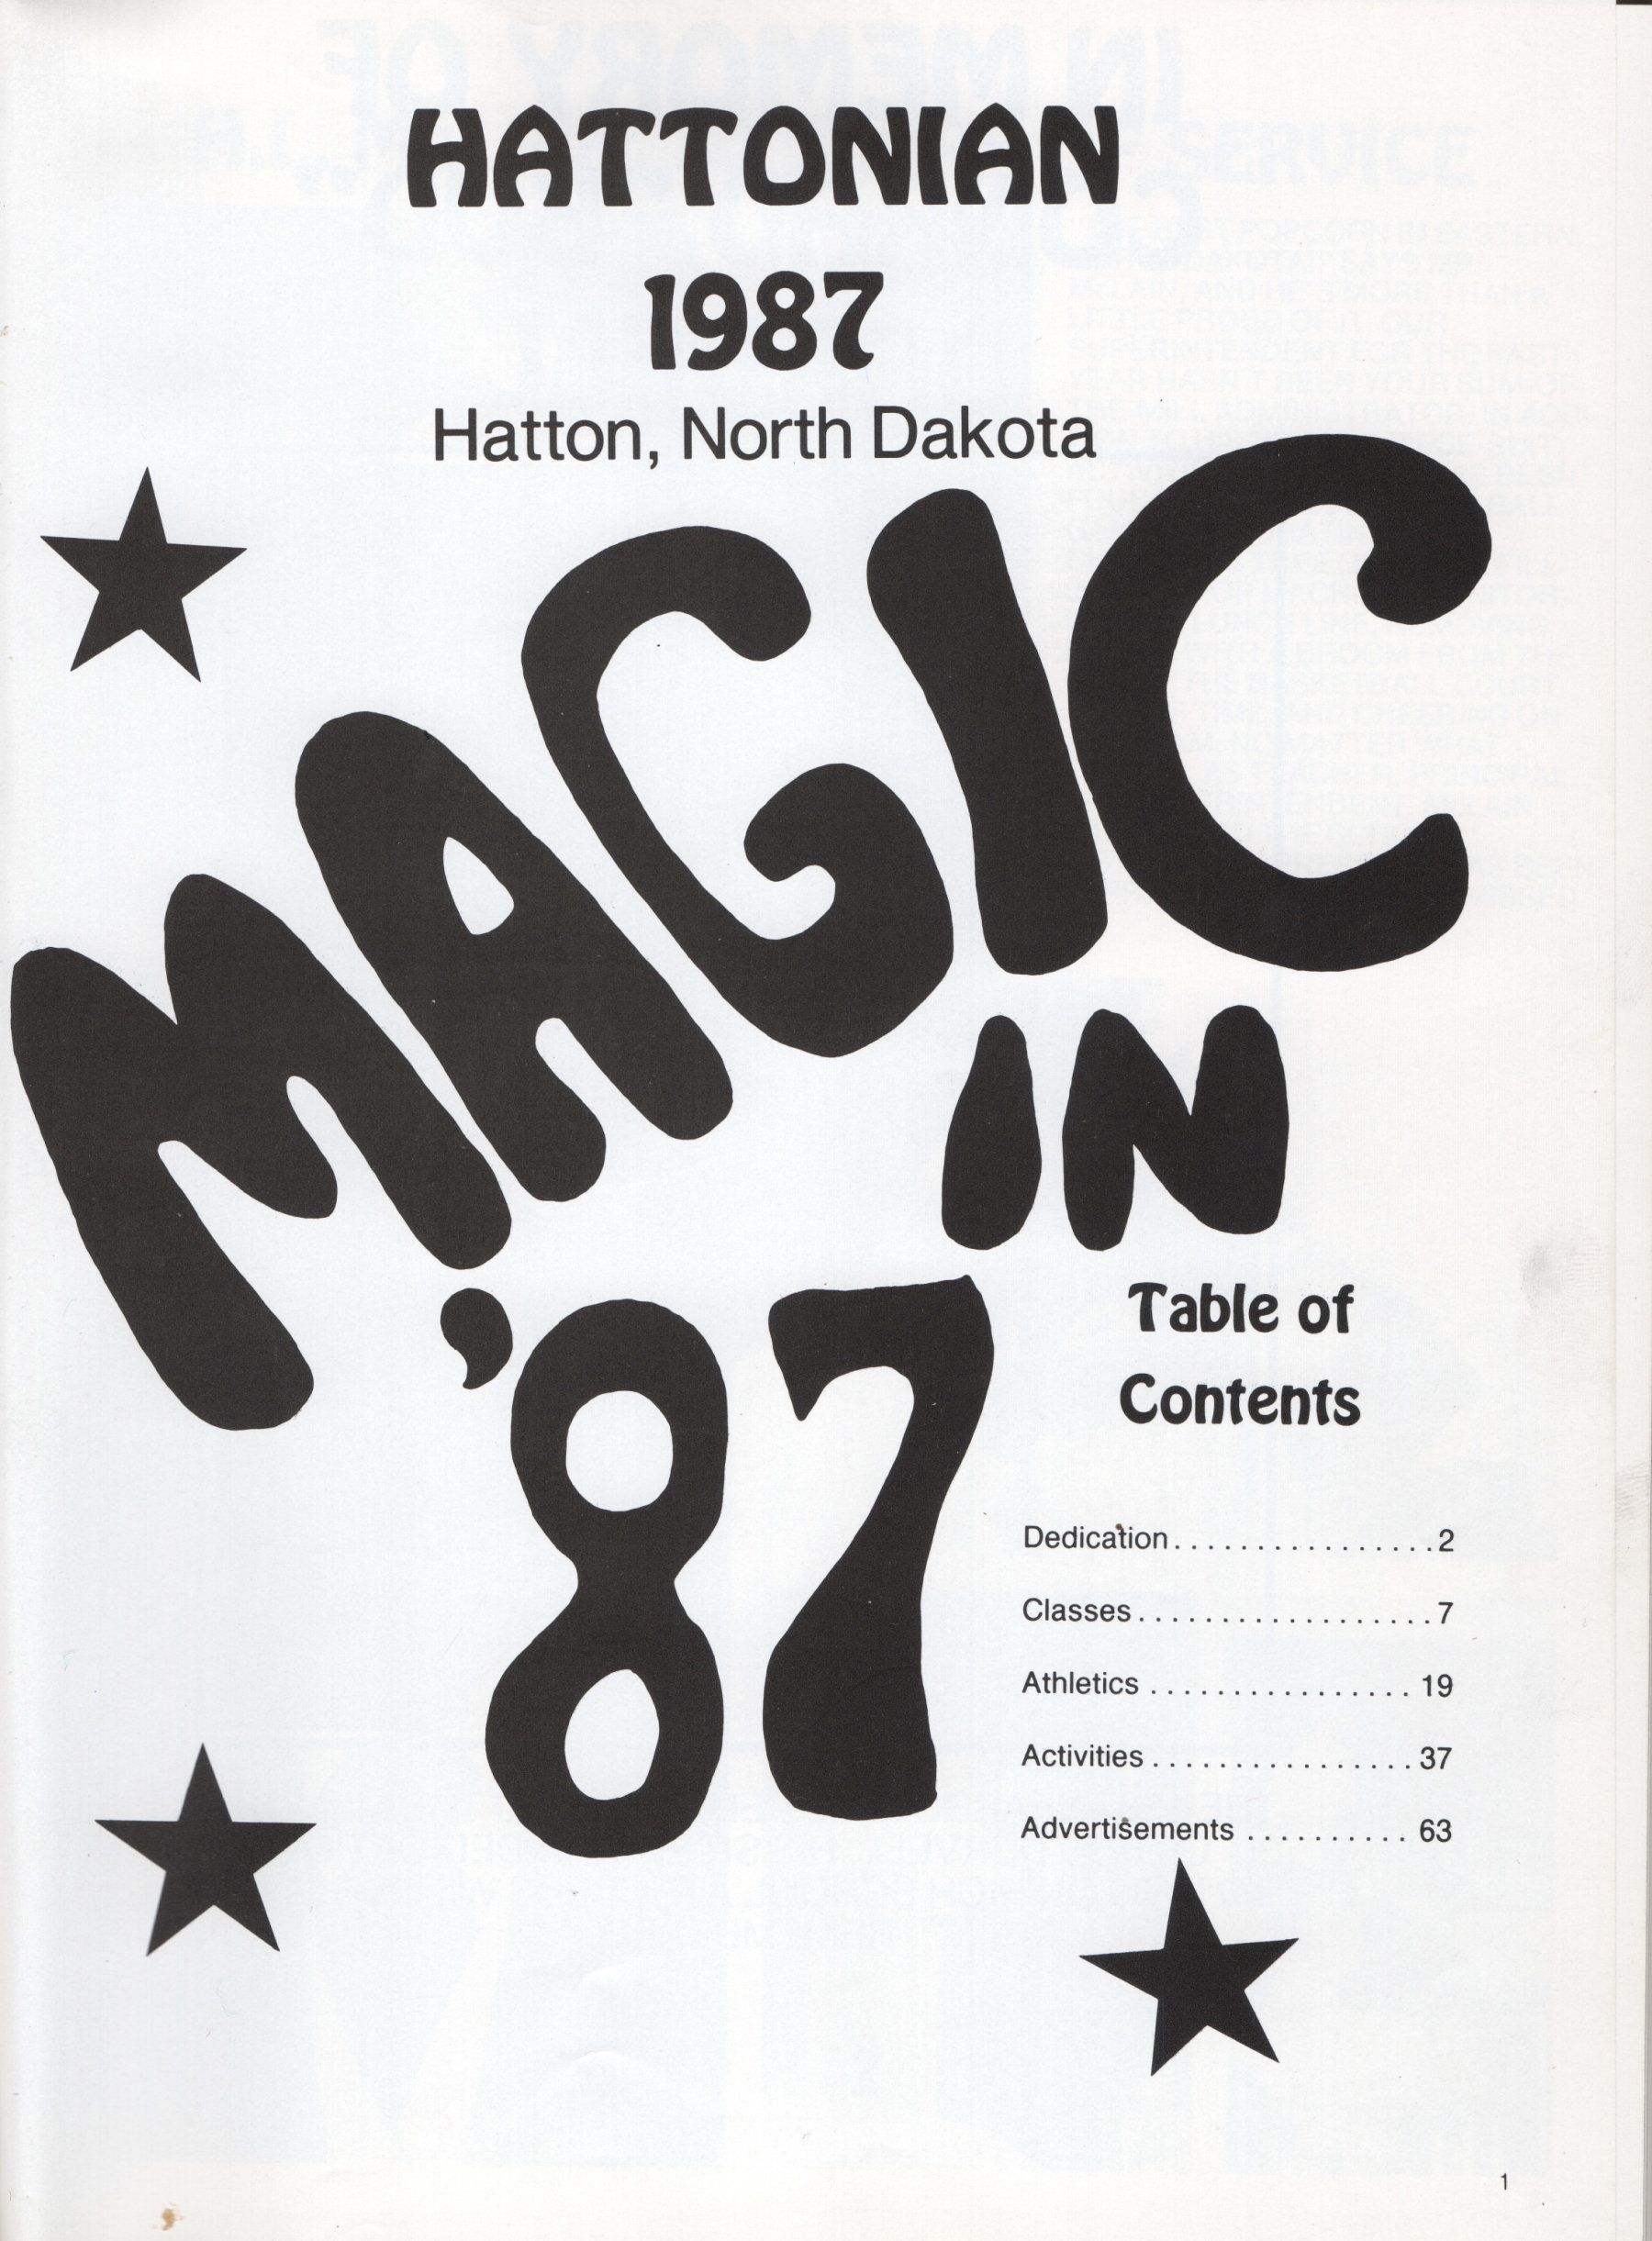 HATTONIAN
1987
Hatton, North Dakota
MAGIC
IN
'87
Table of
Contents
Dedication................2
Classes..................7
Athletics ................ 19
Activities ................ 37
Advertisements .......... 63
1